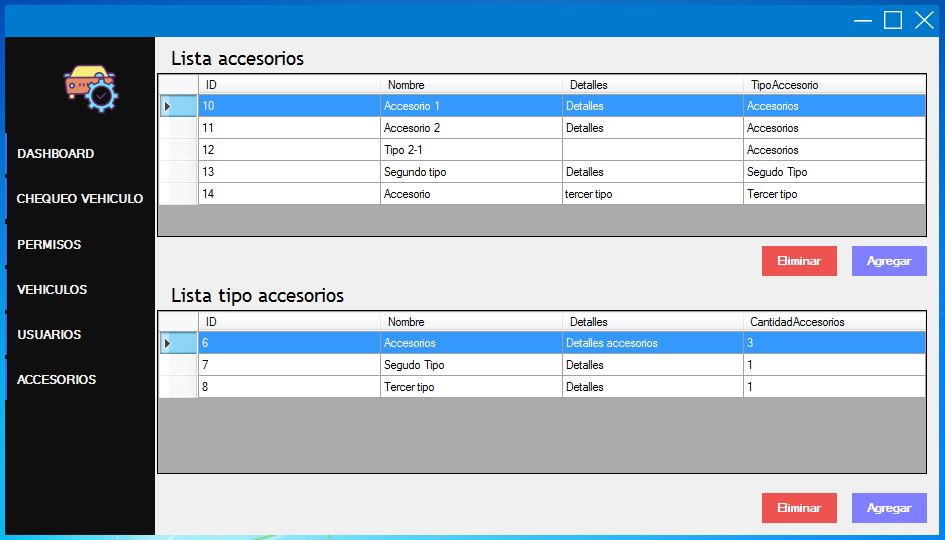 Lista accesorios
ID Nombre Detalles TipoAccesorio
10 Accesorio 1 Detalles Accesorios
11 Accesorio 2 Detalles Accesorios
12 Tipo 2-1 Accesorios
13 Segundo tipo Detalles Segudo Tipo
14 Accesorio tercer tipo Tercer tipo
Eliminar Agregar
DASHBOARD
CHEQUEO VEHICULO
PERMISOS
VEHICULOS
USUARIOS
ACCESORIOS
Lista tipo accesorios
ID Nombre Detalles CantidadAccesorios
6 Accesorios Detalles accesorios 3
7 Segudo Tipo Detalles 1
8 Tercer tipo Detalles 1
Eliminar Agregar